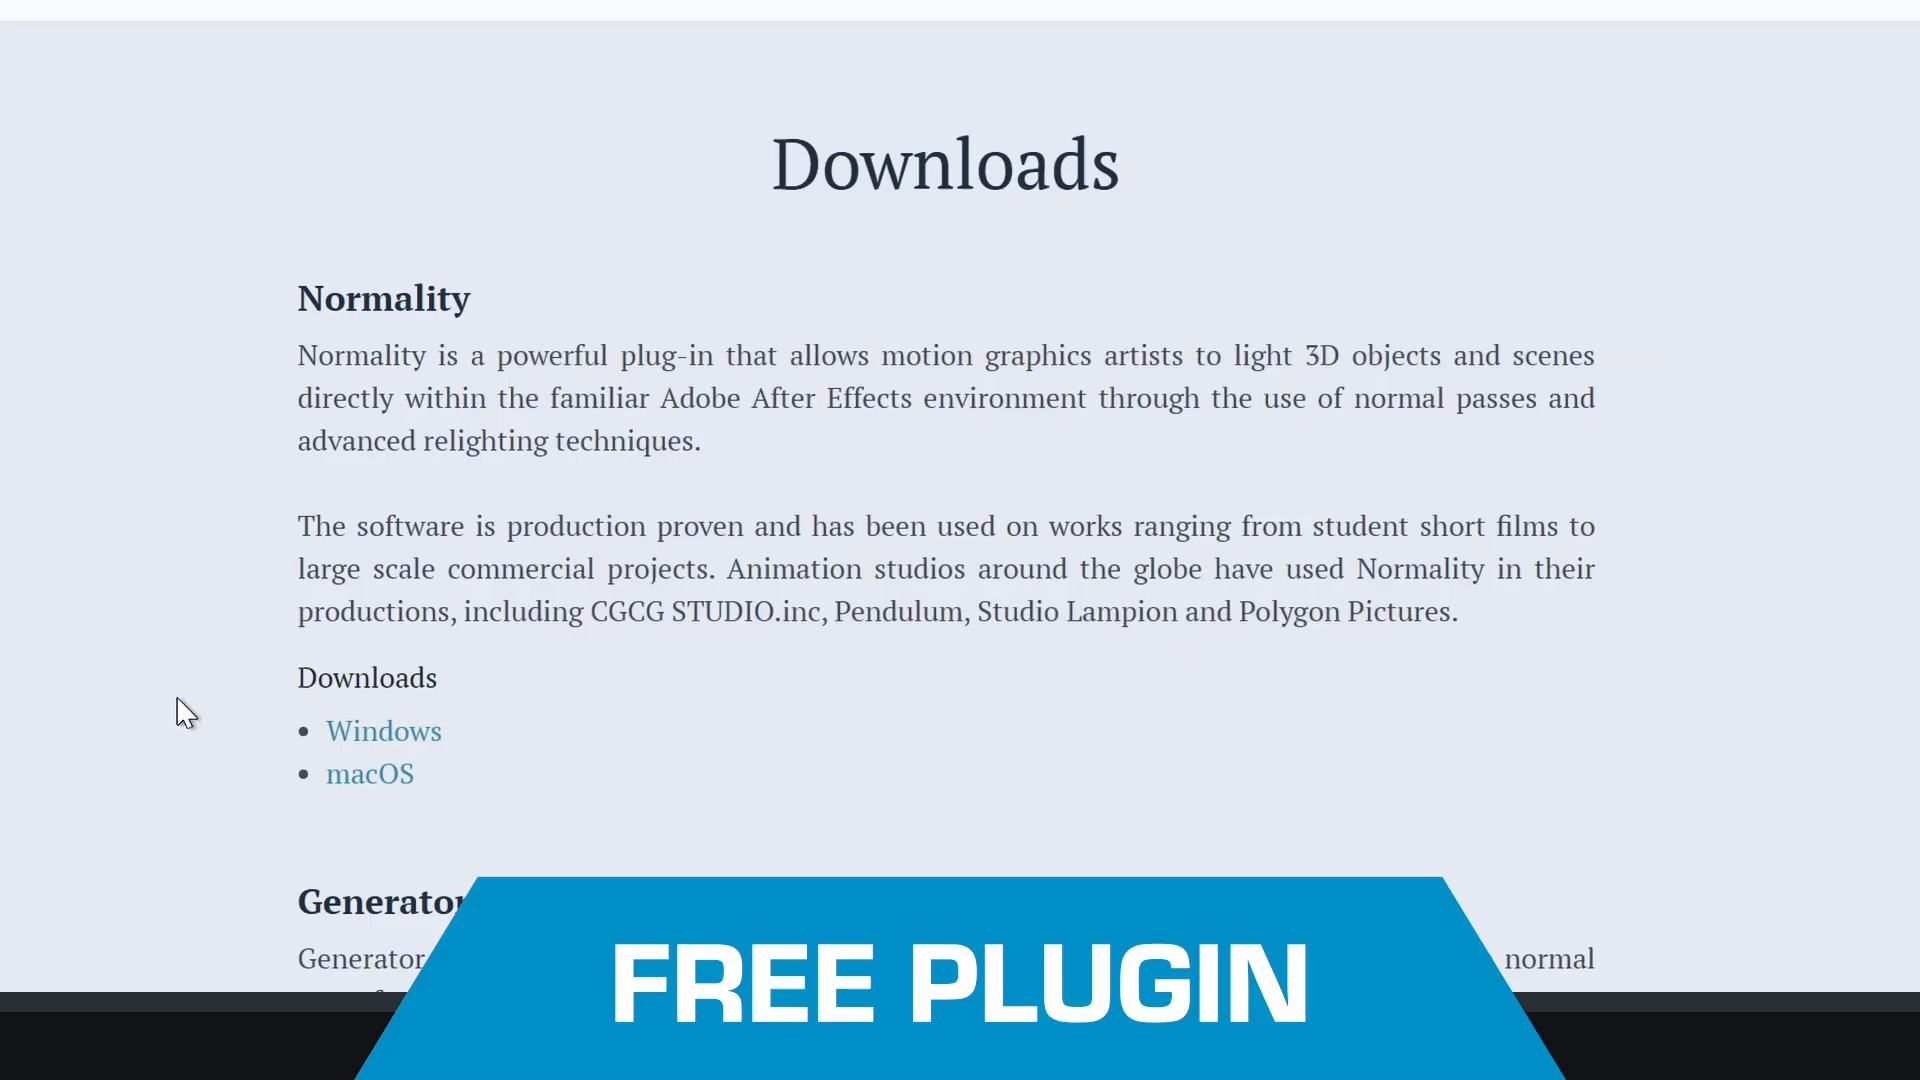 Downloads
Normality
Normality is a powerful plug-in that allows motion graphics artists to light 3D objects and scenes
directly within the familiar Adobe After Effects environment through the use of normal passes and
advanced relighting techniques.
The software is production proven and has been used on works ranging from student short films to
large scale commercial projects. Animation studios around the globe have used Normality in their
productions, including CGCG STUDIO.inc, Pendulum, Studio Lampion and Polygon Pictures.
Downloads
• Windows
• macOS
Generator
Generator normal
FREE PLUGIN